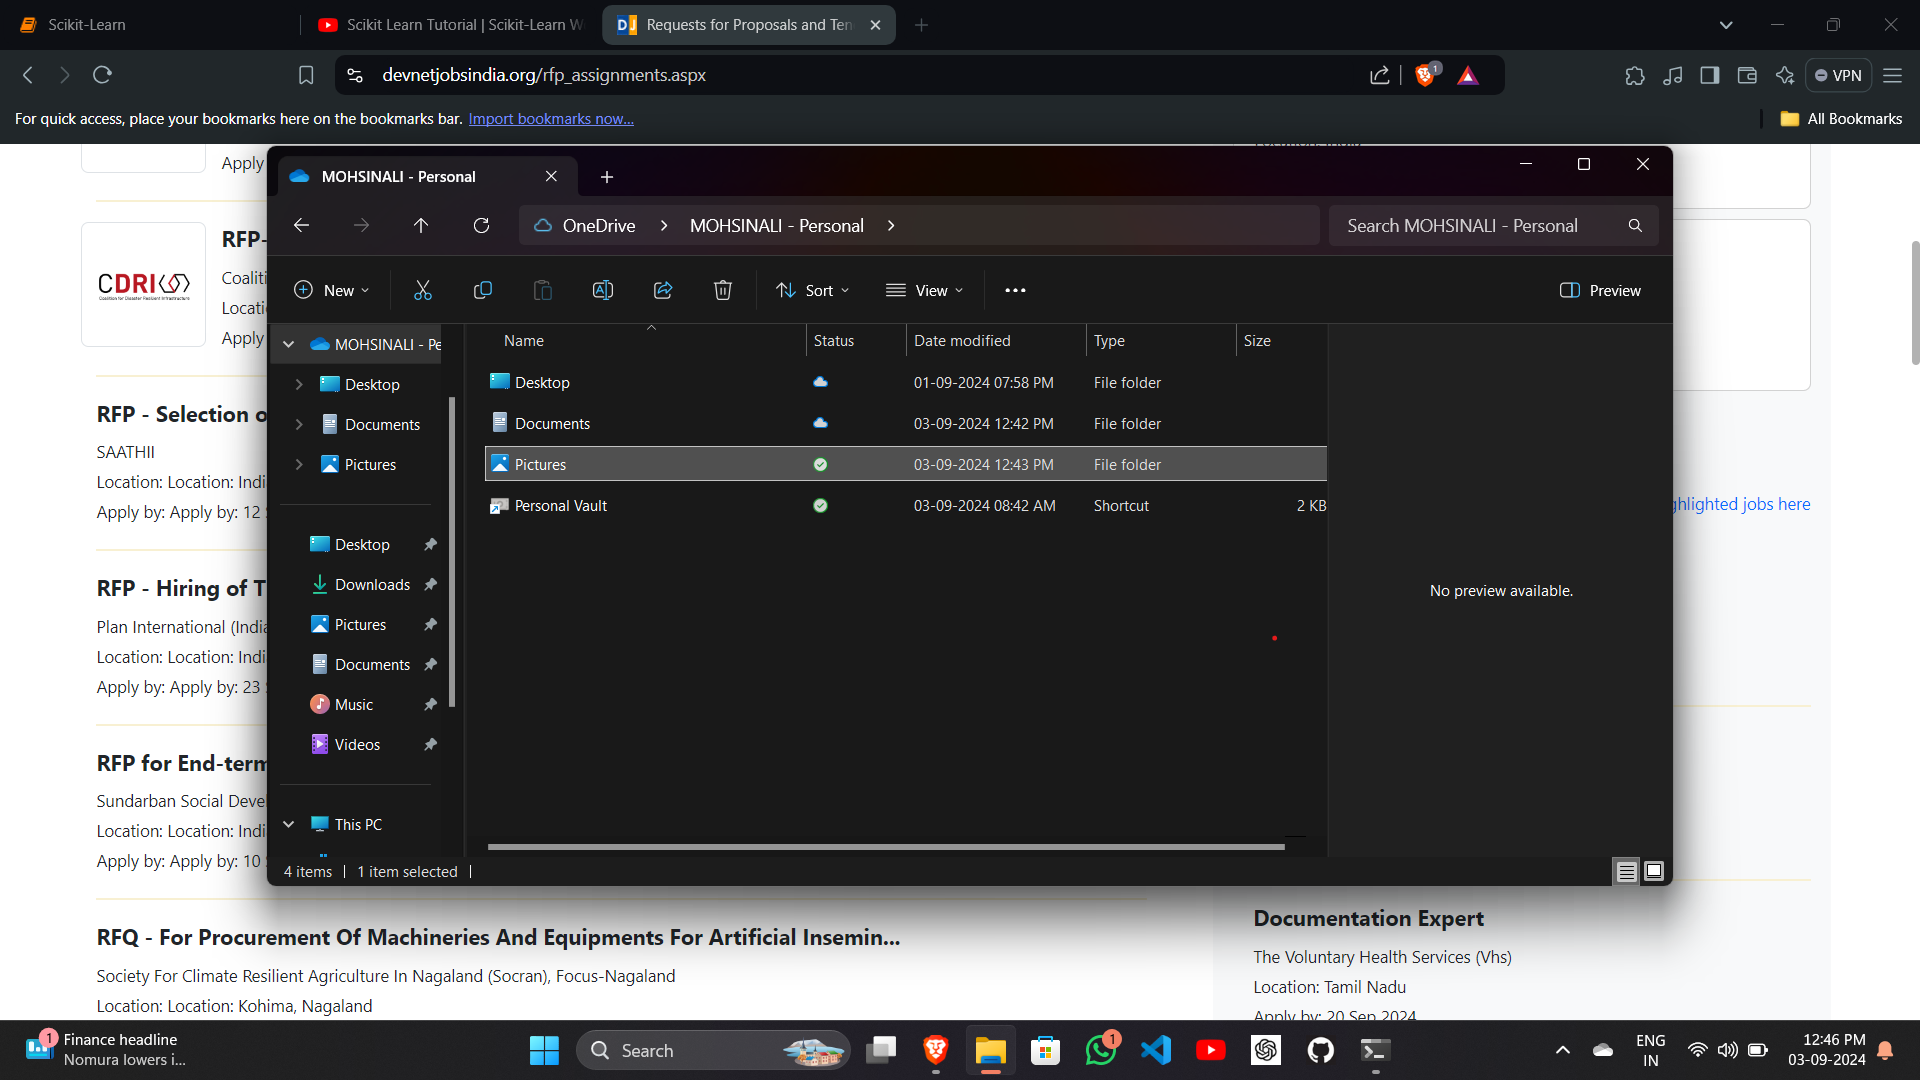 Scikit-Learn
Scikit Learn Tutorial | Scikit-Learn W
DJ Requests for Proposals and Ten
devnetjobsindia.org/rfp_assignments.aspx
1
VPN
For quick access, place your bookmarks here on the bookmarks bar. Import bookmarks now...
All Bookmarks
Apply
MOHSINALI - Personal
OneDrive > MOHSINALI - Personal >
Search MOHSINALI - Personal
New
Sort
View
Preview
RFP-
CDRI
Coalition for Disaster Resilient Infrastructure
Coaliti
Locati
Apply
MOHSINALI - Pe
Desktop
Documents
Pictures
Desktop
Downloads
Pictures
Documents
Music
Videos
This PC
Name Status Date modified Type Size
Desktop 01-09-2024 07:58 PM File folder
Documents 03-09-2024 12:42 PM File folder
Pictures 03-09-2024 12:43 PM File folder
Personal Vault 03-09-2024 08:42 AM Shortcut 2 KB
No preview available.
4 items
1 item selected
RFP - Selection o
SAATHII
Location: Location: Indi
Apply by: Apply by: 12
ghlighted jobs here
RFP - Hiring of T
Plan International (India
Location: Location: Indi
Apply by: Apply by: 23
RFP for End-term
Sundarban Social Deve
Location: Location: Indi
Apply by: Apply by: 10
RFQ - For Procurement Of Machineries And Equipments For Artificial Insemin...
Society For Climate Resilient Agriculture In Nagaland (Socran), Focus-Nagaland
Location: Location: Kohima, Nagaland
Documentation Expert
The Voluntary Health Services (Vhs)
Location: Tamil Nadu
Apply by: 20 Sep 2024
1
Finance headline
Nomura lowers i...
Search
1
ENG
IN
12:46 PM
03-09-2024